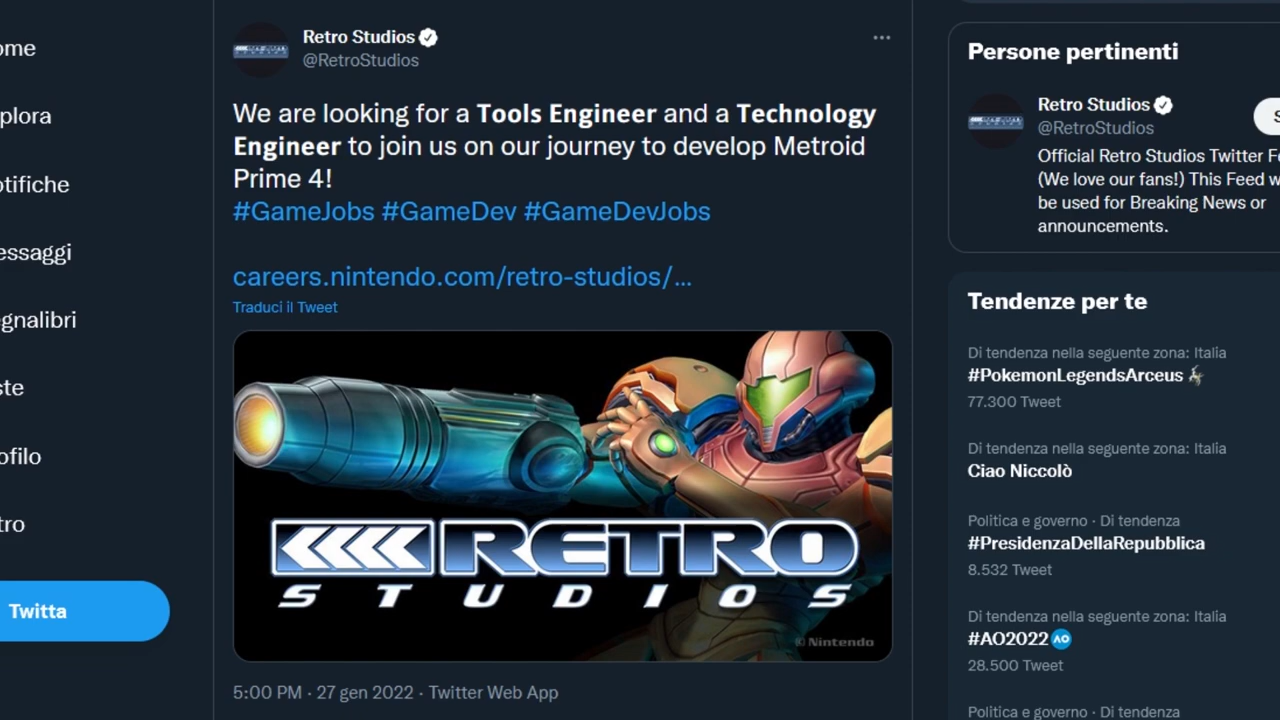 ome
plora
otifiche
essaggi
egnalibri
ste
ofilo
tro
Twitta
Retro Studios
@RetroStudios
We are looking for a Tools Engineer and a Technology
Engineer to join us on our journey to develop Metroid
Prime 4!
#GameJobs #GameDev #GameDevJobs
careers.nintendo.com/retro-studios/...
Traduci il Tweet
RETRO
STUDIOS
© Nintendo
5:00 PM · 27 gen 2022 · Twitter Web App
Persone pertinenti
Retro Studios
@RetroStudios
S
Official Retro Studios Twitter Fe
(We love our fans!) This Feed w
be used for Breaking News or
announcements.
Tendenze per te
Di tendenza nella seguente zona: Italia
#PokemonLegendsArceus
77.300 Tweet
Di tendenza nella seguente zona: Italia
Ciao Niccolò
Politica e governo · Di tendenza
#PresidenzaDellaRepubblica
8.532 Tweet
Di tendenza nella seguente zona: Italia
#AO2022 AO
28.500 Tweet
Politica e governo · Di tendenza